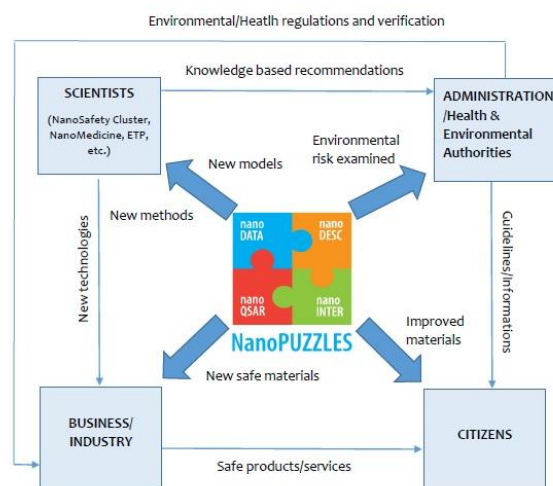 Environmental/Heatlh regulations and verification
Knowledge based recommendations
SCIENTISTS
(NanoSafety Cluster,
NanoMedicine, ETP,
etc.)
ADMINISTRATION
/Health &
Environmental
Authorities
Environmental
risk examined
New models
New methods
New technologies
nano
DATA
nano
DESC
nano
QSAR
nano
INTER
NanoPUZZLES
Guidelines/Informations
Improved
materials
New safe materials
BUSINESS/
INDUSTRY
CITIZENS
Safe products/services